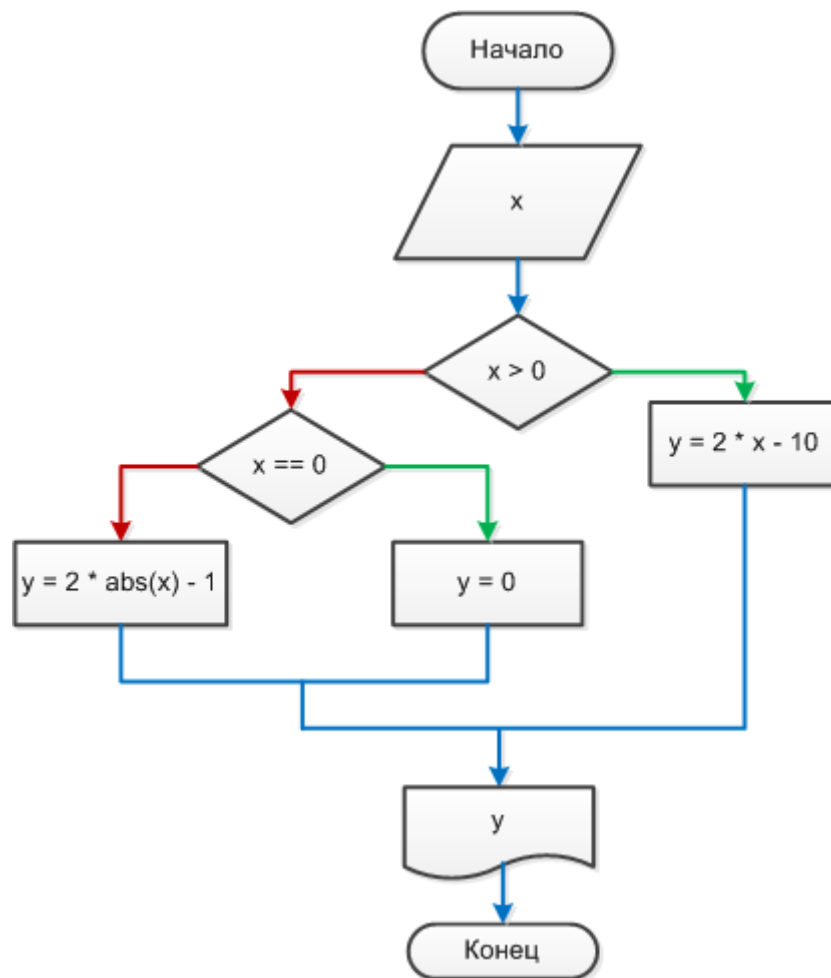 Начало
x
x > 0
x == 0
y = 2 * x - 10
y = 2 * abs(x) - 1
y = 0
y
Конец